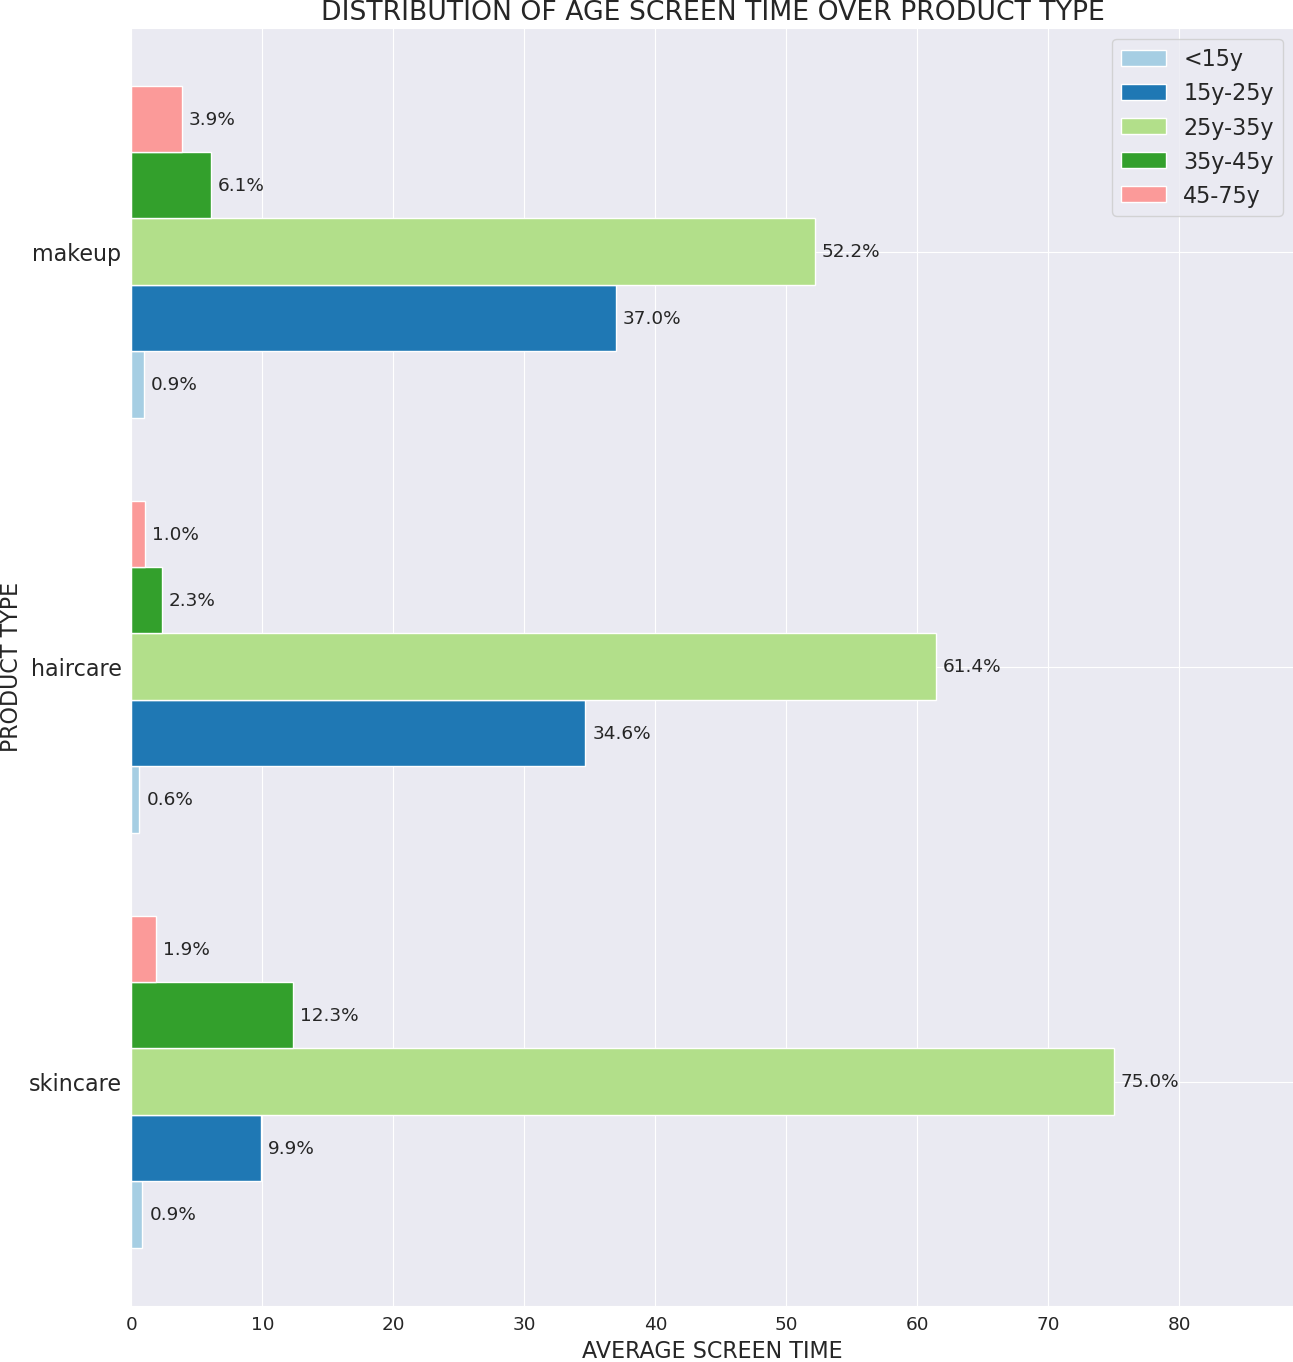 DISTRIBUTION OF AGE SCREEN TIME OVER PRODUCT TYPE
<15y
15y-25y
25y-35y
35y-45y
45-75y
3.9%
6.1%
makeup
52.2%
37.0%
0.9%
1.0%
2.3%
PRODUCT TYPE
haircare
61.4%
34.6%
0.6%
1.9%
12.3%
skincare
75.0%
9.9%
0.9%
0 10 20 30 40 50 60 70 80
AVERAGE SCREEN TIME